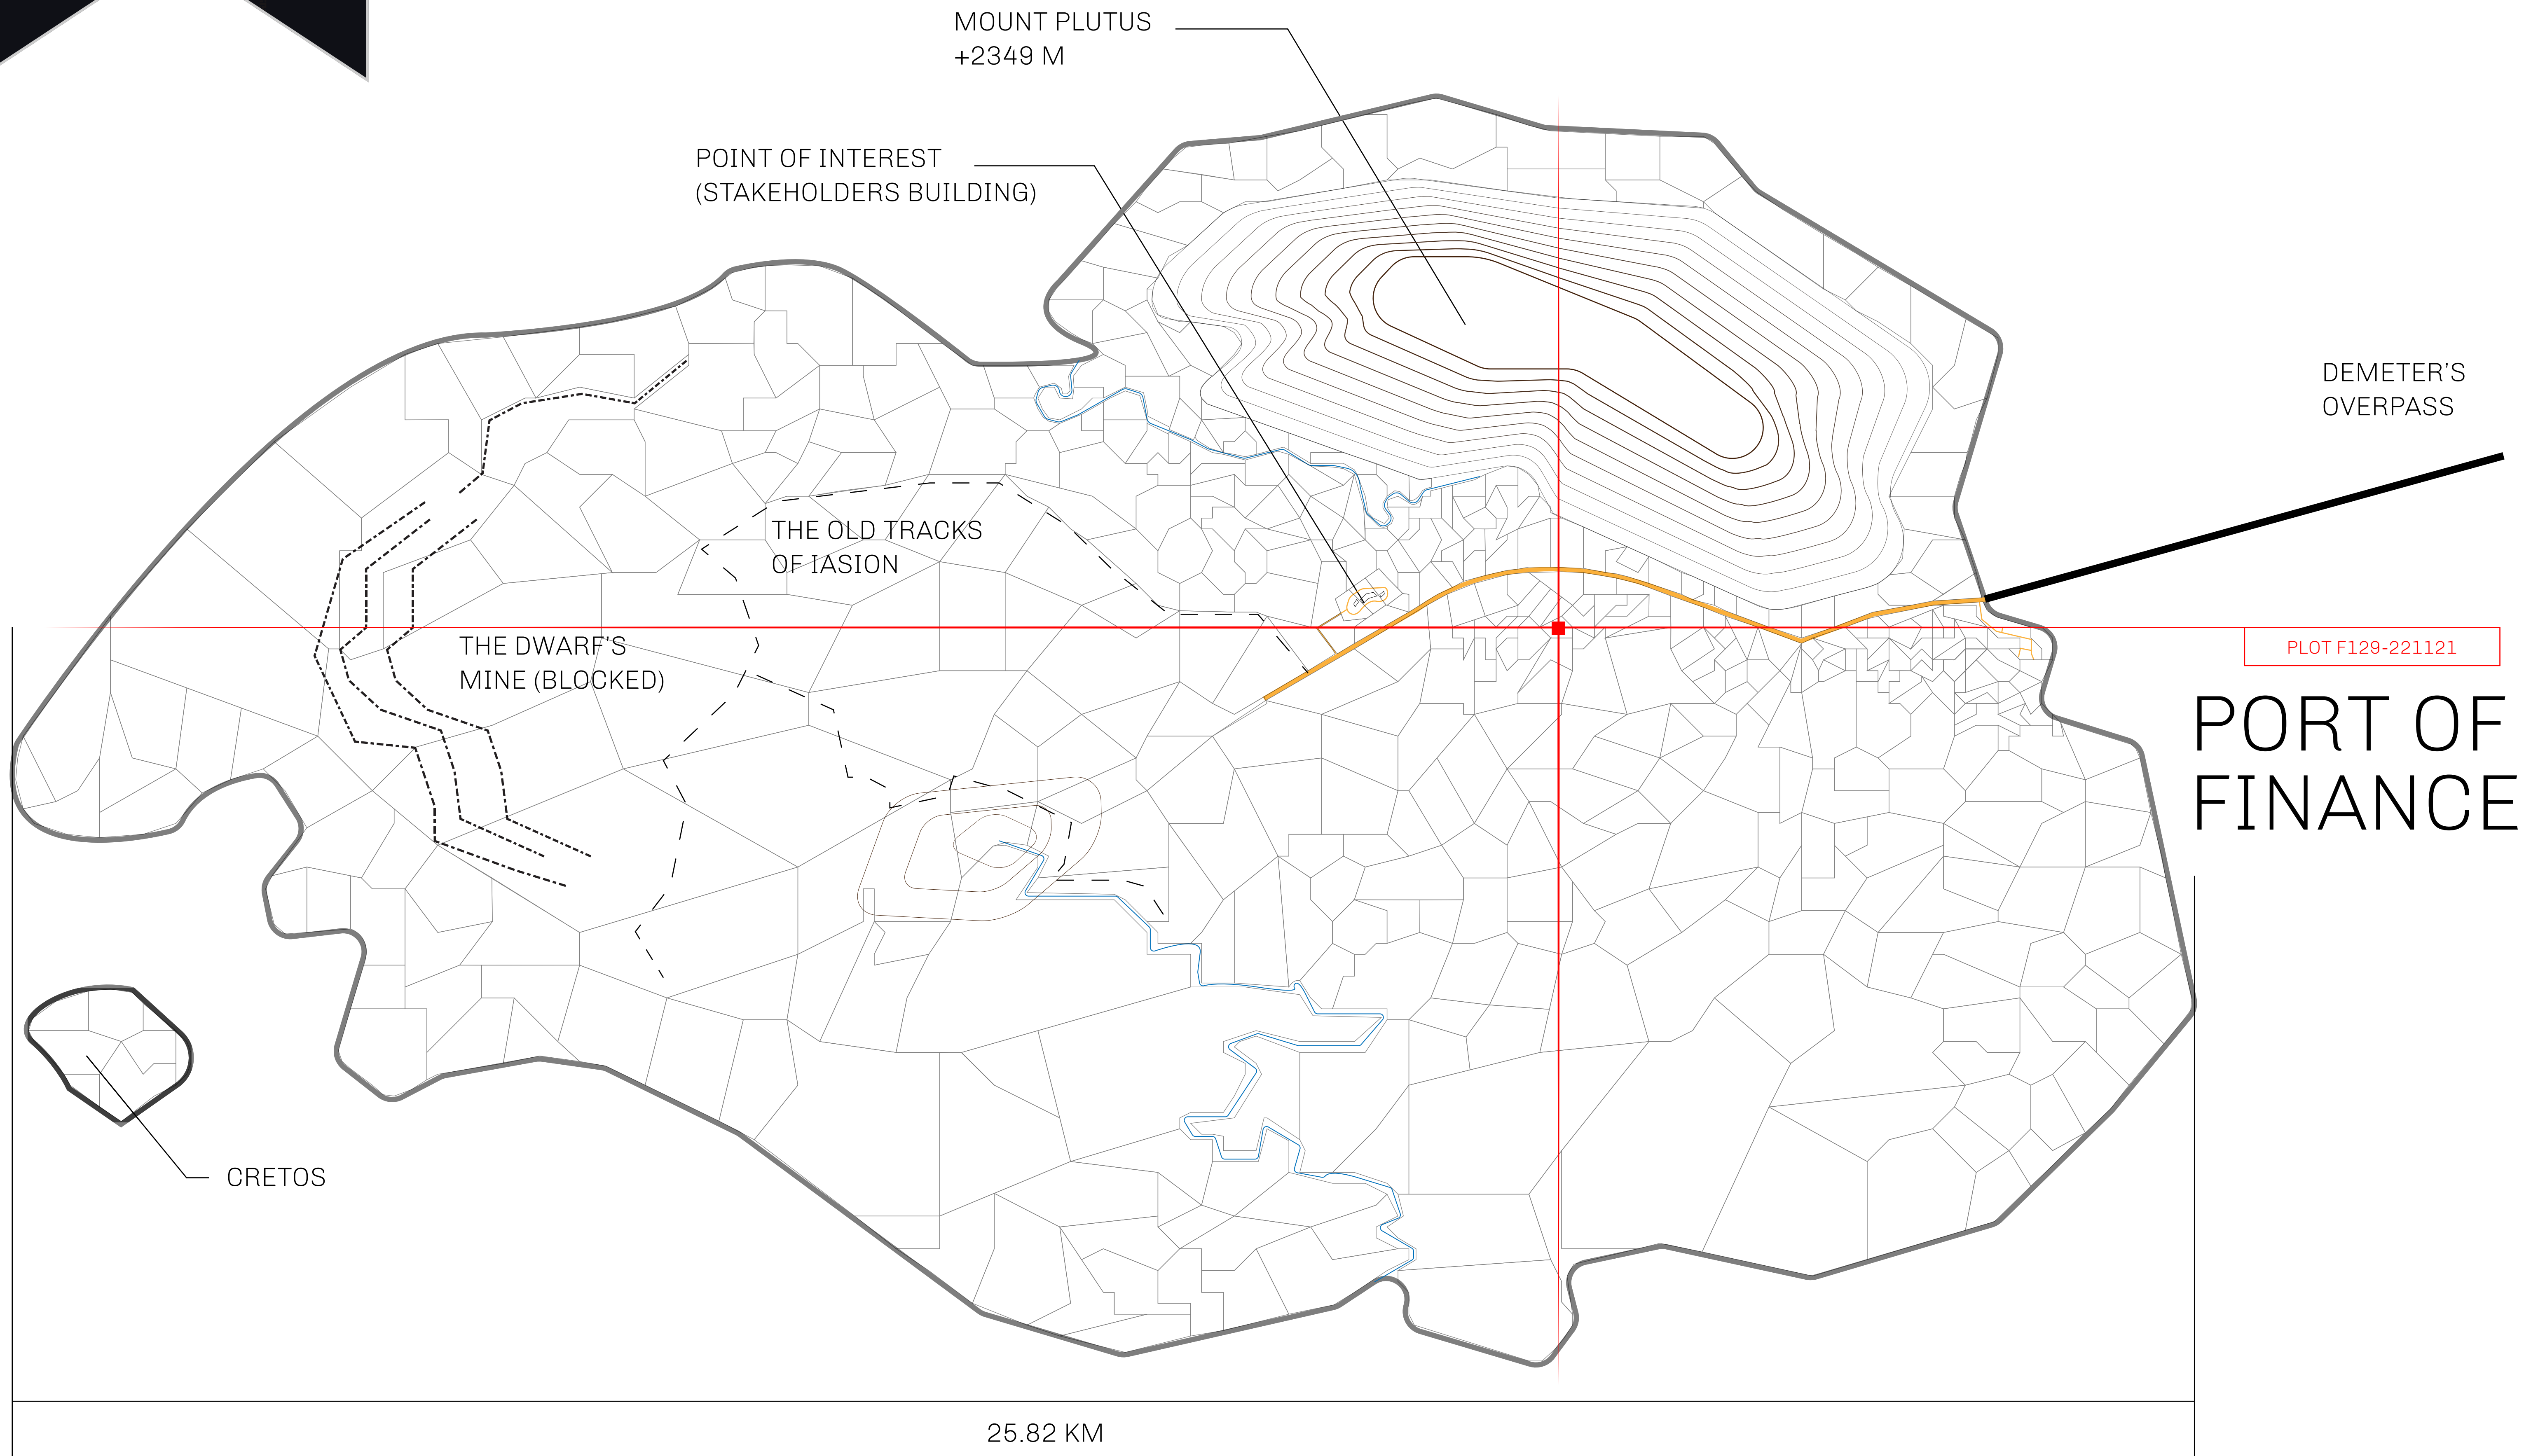 MOUNT PLUTUS
+2349 M
POINT OF INTEREST
(STAKEHOLDERS BUILDING)
DEMETER'S
OVERPASS
THE OLD TRACKS
OF IASION
THE DWARF'S
MINE (BLOCKED)
PLOT F129-221121
PORT OF
FINANCE
CRETOS
25.82 KM